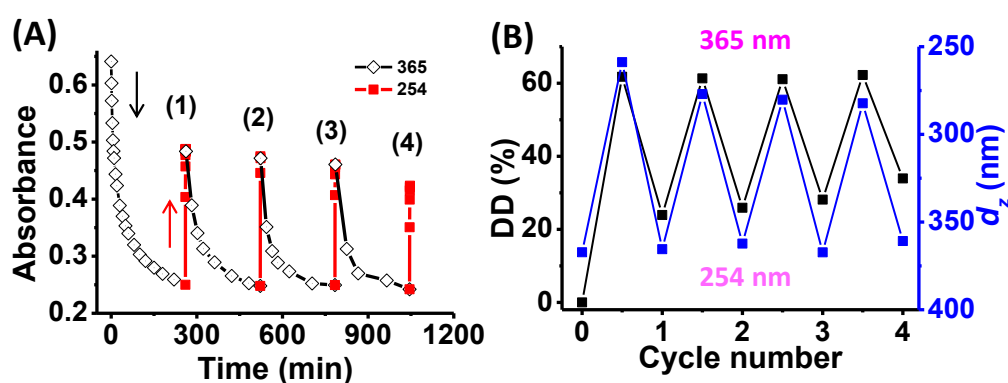 (A)
Absorbance
0.6
0.5
0.4
0.3
0.2
365
254
(1)
(2)
(3)
(4)
0 300 600 900 1200
Time (min)
(B)
DD (%)
60
40
20
0
365 nm
254 nm
250
300
350
400
dz (nm)
0 1 2 3 4
Cycle number